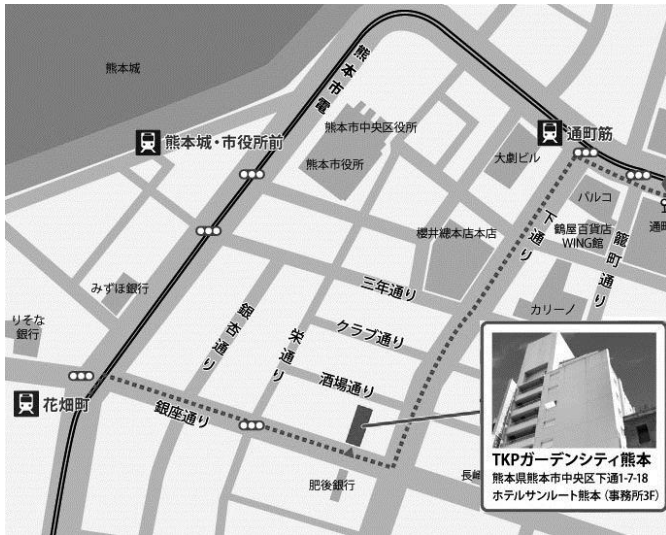 熊本城
熊本市電
熊本城・市役所前
熊本市中央区役所
熊本市役所
通町筋
大劇ビル
パルコ
鶴屋百貨店
WING館
櫻井總本店本店
下通り
籠町通り
カリーノ
みずほ銀行
りそな
銀行
三年通り
クラブ通り
酒場通り
銀杏通り
栄通り
花畑町
銀座通り
肥後銀行
TKPガーデンシティ熊本
熊本県熊本市中央区下通1-7-18
ホテルサンルート熊本（事務所3F）